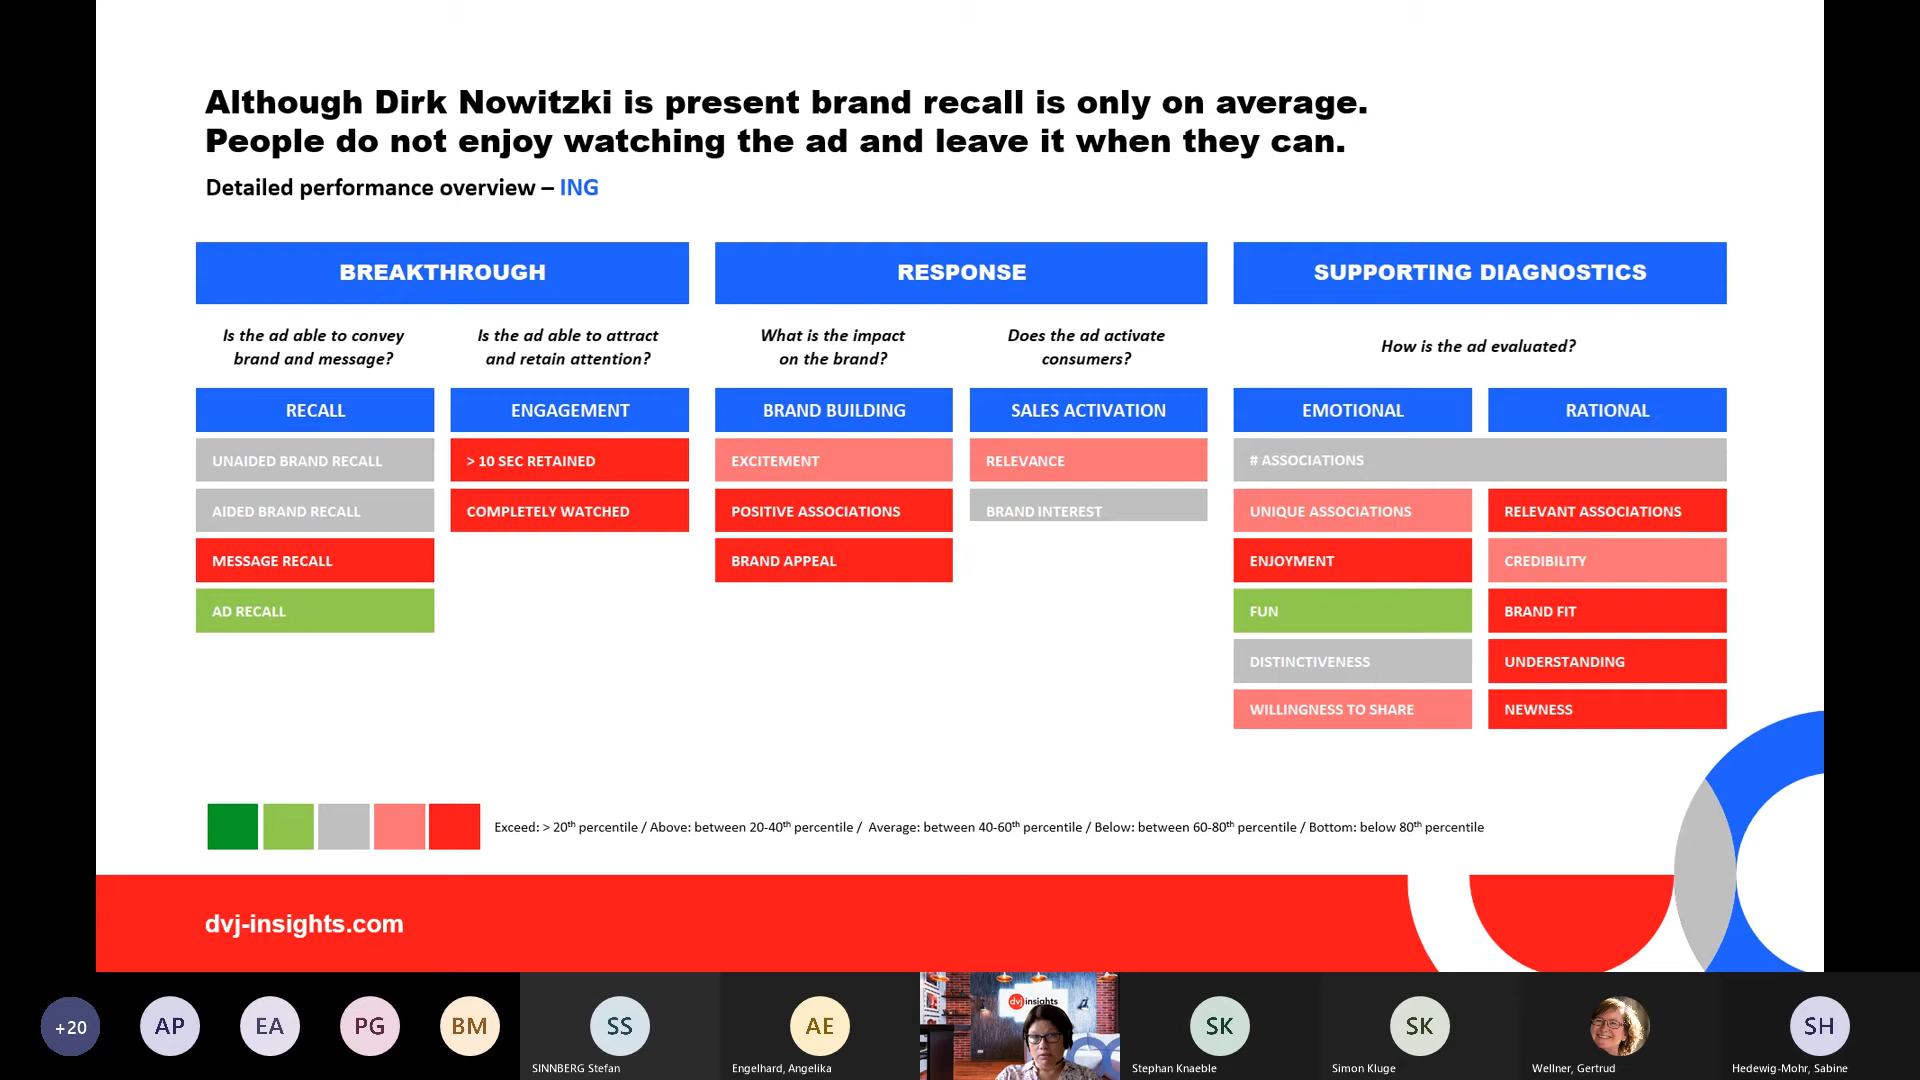 Although Dirk Nowitzki is present brand recall is only on average.
People do not enjoy watching the ad and leave it when they can.
Detailed performance overview – ING
BREAKTHROUGH
RESPONSE
SUPPORTING DIAGNOSTICS
Is the ad able to convey
brand and message?
Is the ad able to attract
and retain attention?
What is the impact
on the brand?
Does the ad activate
consumers?
How is the ad evaluated?
RECALL
ENGAGEMENT
BRAND BUILDING
SALES ACTIVATION
EMOTIONAL
RATIONAL
UNAIDED BRAND RECALL
> 10 SEC RETAINED
EXCITEMENT
RELEVANCE
# ASSOCIATIONS
AIDED BRAND RECALL
COMPLETELY WATCHED
POSITIVE ASSOCIATIONS
BRAND INTEREST
UNIQUE ASSOCIATIONS
RELEVANT ASSOCIATIONS
MESSAGE RECALL
BRAND APPEAL
ENJOYMENT
CREDIBILITY
AD RECALL
FUN
BRAND FIT
DISTINCTIVENESS
UNDERSTANDING
WILLINGNESS TO SHARE
NEWNESS
Exceed: > 20th percentile / Above: between 20-40th percentile / Average: between 40-60th percentile / Below: between 60-80th percentile / Bottom: below 80th percentile
dvj-insights.com
+20
AP
EA
PG
BM
SS
SINNBERG Stefan
AE
Engelhard, Angelika
dvj insights
SK
Stephan Knaeble
SK
Simon Kluge
Wellner, Gertrud
SH
Hedewig-Mohr, Sabine